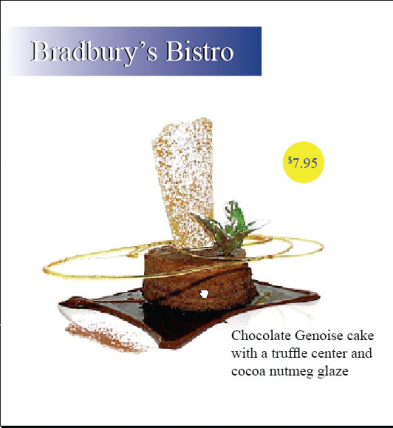 Bradbury's Bistro
$7.95
Chocolate Genoise cake
with a truffle center and
cocoa nutmeg glaze